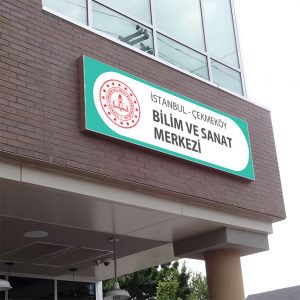 İSTANBUL - ÇEKMEKÖY
BİLİM VE SANAT
MERKEZİ